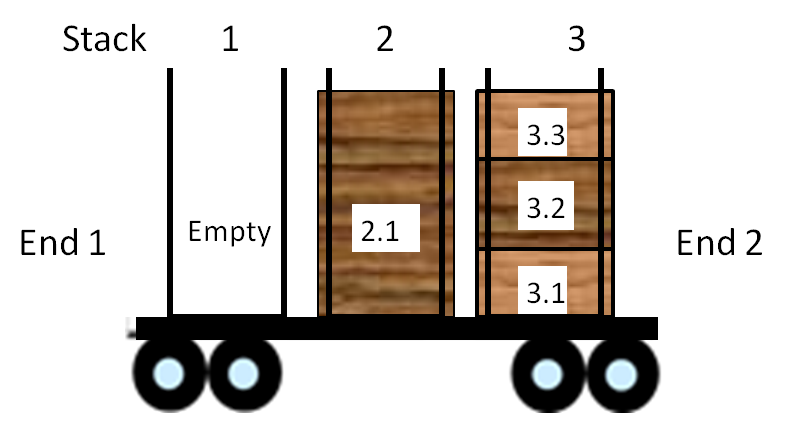 Stack 1 2 3
3.3
3.2
Empty 2.1
End 1 End 2
3.1